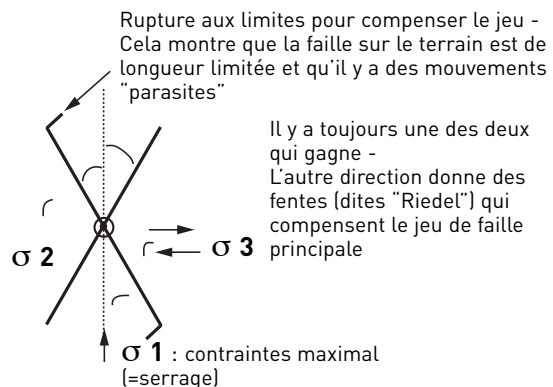 Rupture aux limites pour compenser le jeu -
Cela montre que la faille sur le terrain est de
longueur limitée et qu'il y a des mouvements
"parasites"
Il y a toujours une des deux
qui gagne -
L'autre direction donne des
fentes (dites "Riedel") qui
compensent le jeu de faille
principale
σ 2
σ 3
σ 1 : contraintes maximal
(=serrage)